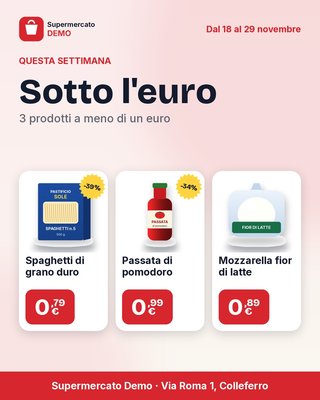 Supermercato
DEMO
Dal 18 al 29 novembre
QUESTA SETTIMANA
Sotto l'euro
3 prodotti a meno di un euro
PASTIFICIO
SOLE
SPAGHETTI n.5
500 g
-39%
PASSATA
-34%
FIOR DI LATTE
Spaghetti di
grano duro
Passata di
pomodoro
Mozzarella fior
di latte
0,79 €
0,99 €
0,89 €
Supermercato Demo · Via Roma 1, Colleferro